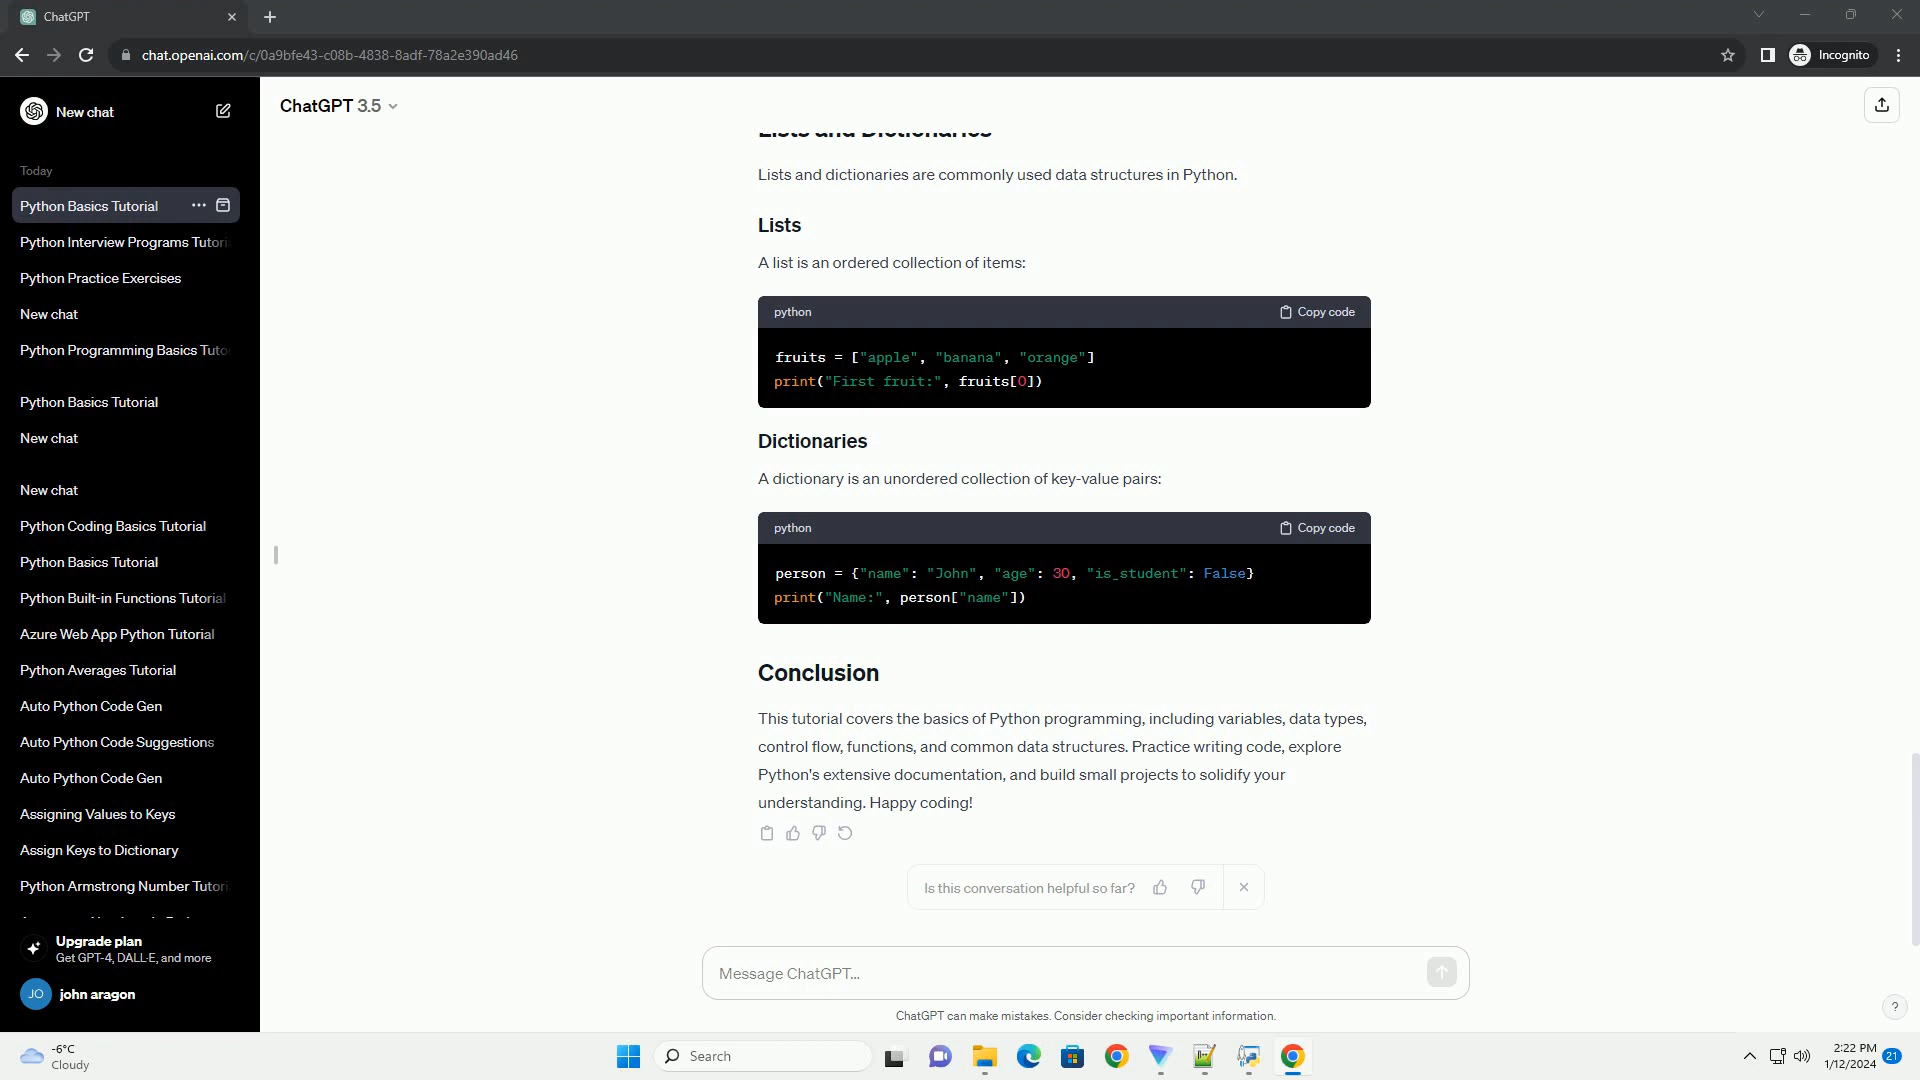 ChatGPT
chat.openai.com/c/0a9bfe43-c08b-4838-8adf-78a2e390ad46
Incognito
New chat
Today
Python Basics Tutorial
Python Interview Programs Tutori
Python Practice Exercises
New chat
Python Programming Basics Tuto
Python Basics Tutorial
New chat
New chat
Python Coding Basics Tutorial
Python Basics Tutorial
Python Built-in Functions Tutorial
Azure Web App Python Tutorial
Python Averages Tutorial
Auto Python Code Gen
Auto Python Code Suggestions
Auto Python Code Gen
Assigning Values to Keys
Assign Keys to Dictionary
Python Armstrong Number Tutori
Upgrade plan
Get GPT-4, DALL·E, and more
JO john aragon
ChatGPT 3.5
Lists and Dictionaries
Lists and dictionaries are commonly used data structures in Python.
Lists
A list is an ordered collection of items:
python Copy code
fruits = ["apple", "banana", "orange"]
print("First fruit:", fruits[0])
Dictionaries
A dictionary is an unordered collection of key-value pairs:
python Copy code
person = {"name": "John", "age": 30, "is_student": False}
print("Name:", person["name"])
Conclusion
This tutorial covers the basics of Python programming, including variables, data types,
control flow, functions, and common data structures. Practice writing code, explore
Python's extensive documentation, and build small projects to solidify your
understanding. Happy coding!
Is this conversation helpful so far?
Message ChatGPT...
ChatGPT can make mistakes. Consider checking important information.
?
-6°C
Cloudy
Search
2:22 PM
1/12/2024
21